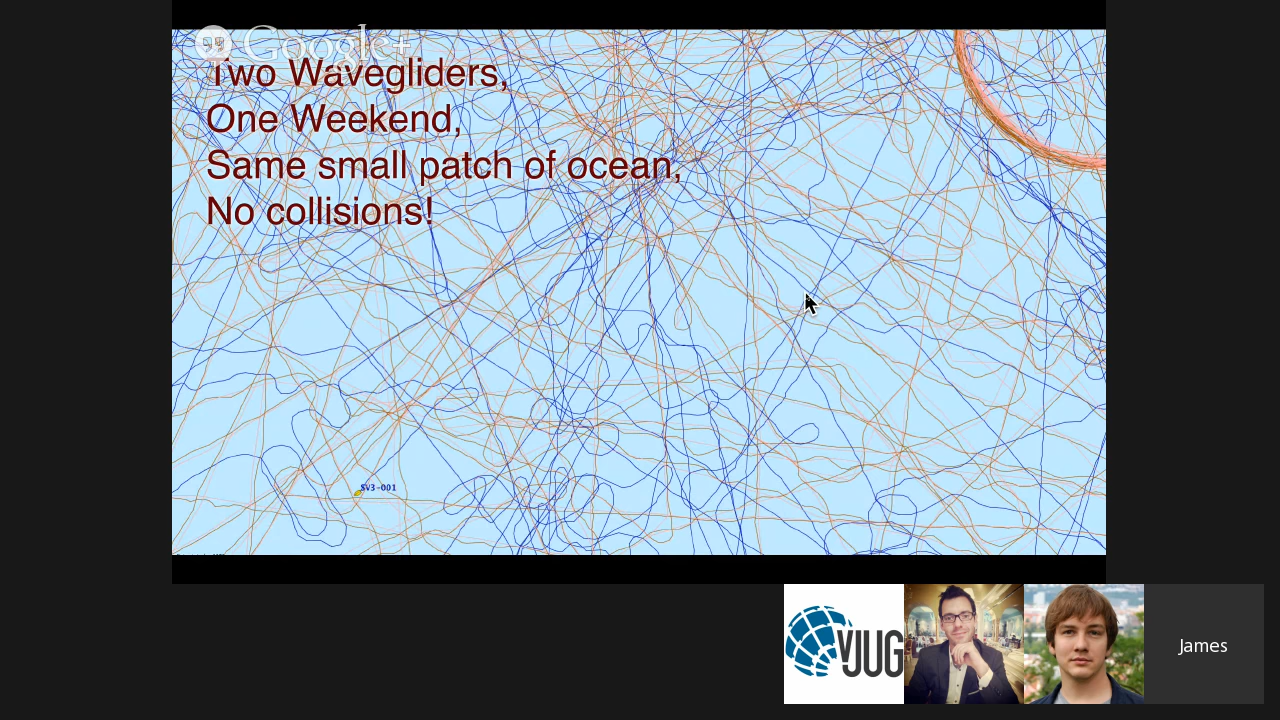 Google+
Two Wavegliders,
One Weekend,
Same small patch of ocean,
No collisions!
SV3-001
vJUG
James